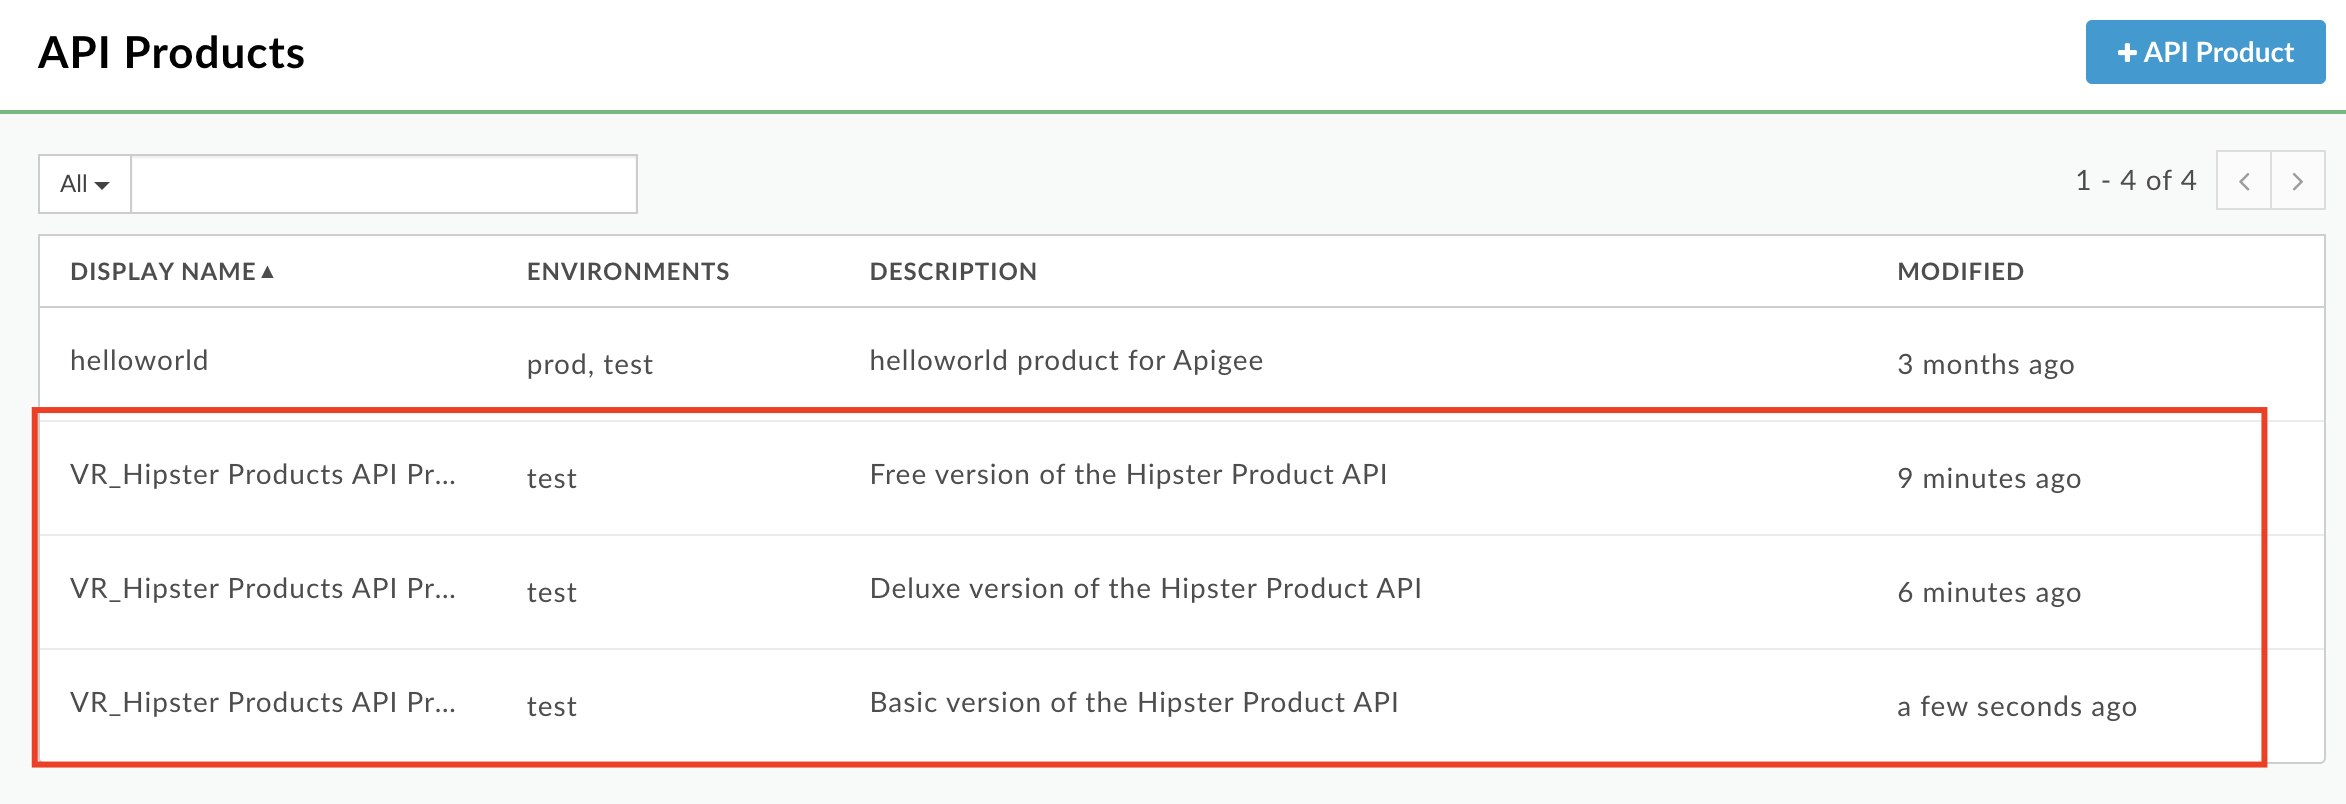 API Products
+ API Product
All
1 - 4 of 4
DISPLAY NAME▲ ENVIRONMENTS DESCRIPTION MODIFIED
helloworld prod, test helloworld product for Apigee 3 months ago
VR_Hipster Products API Pr... test Free version of the Hipster Product API 9 minutes ago
VR_Hipster Products API Pr... test Deluxe version of the Hipster Product API 6 minutes ago
VR_Hipster Products API Pr... test Basic version of the Hipster Product API a few seconds ago